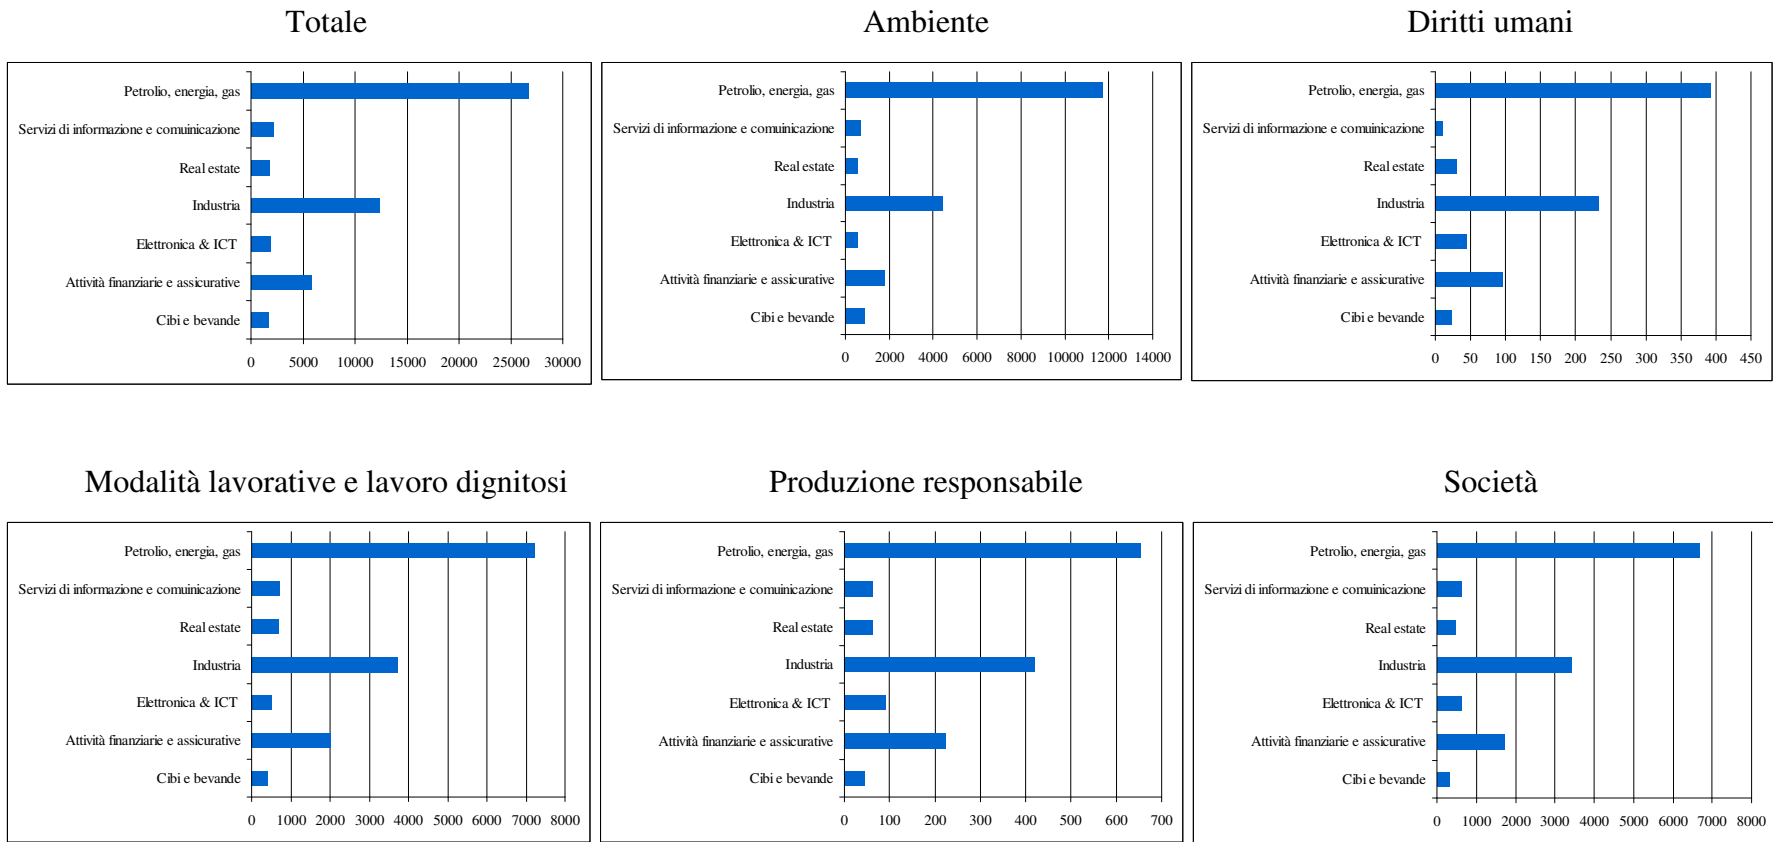 Totale
Petrolio, energia, gas
Servizi di informazione e comuinicazione
Real estate
Industria
Elettronica & ICT
Attività finanziarie e assicurative
Cibi e bevande
0 5000 10000 15000 20000 25000 30000
Ambiente
Petrolio, energia, gas
Servizi di informazione e comuinicazione
Real estate
Industria
Elettronica & ICT
Attività finanziarie e assicurative
Cibi e bevande
0 2000 4000 6000 8000 10000 12000 14000
Diritti umani
Petrolio, energia, gas
Servizi di informazione e comuinicazione
Real estate
Industria
Elettronica & ICT
Attività finanziarie e assicurative
Cibi e bevande
0 50 100 150 200 250 300 350 400 450
Modalità lavorative e lavoro dignitosi
Petrolio, energia, gas
Servizi di informazione e comuinicazione
Real estate
Industria
Elettronica & ICT
Attività finanziarie e assicurative
Cibi e bevande
0 1000 2000 3000 4000 5000 6000 7000 8000
Produzione responsabile
Petrolio, energia, gas
Servizi di informazione e comuinicazione
Real estate
Industria
Elettronica & ICT
Attività finanziarie e assicurative
Cibi e bevande
0 100 200 300 400 500 600 700
Società
Petrolio, energia, gas
Servizi di informazione e comuinicazione
Real estate
Industria
Elettronica & ICT
Attività finanziarie e assicurative
Cibi e bevande
0 1000 2000 3000 4000 5000 6000 7000 8000